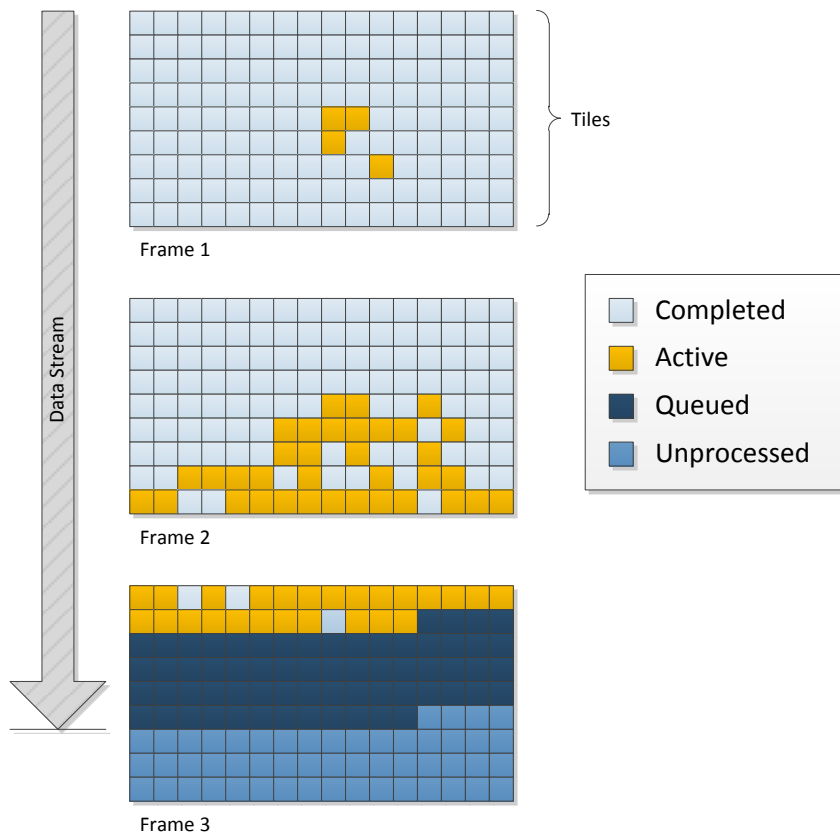 Tiles
Frame 1
Data Stream
Completed
Active
Queued
Unprocessed
Frame 2
Frame 3